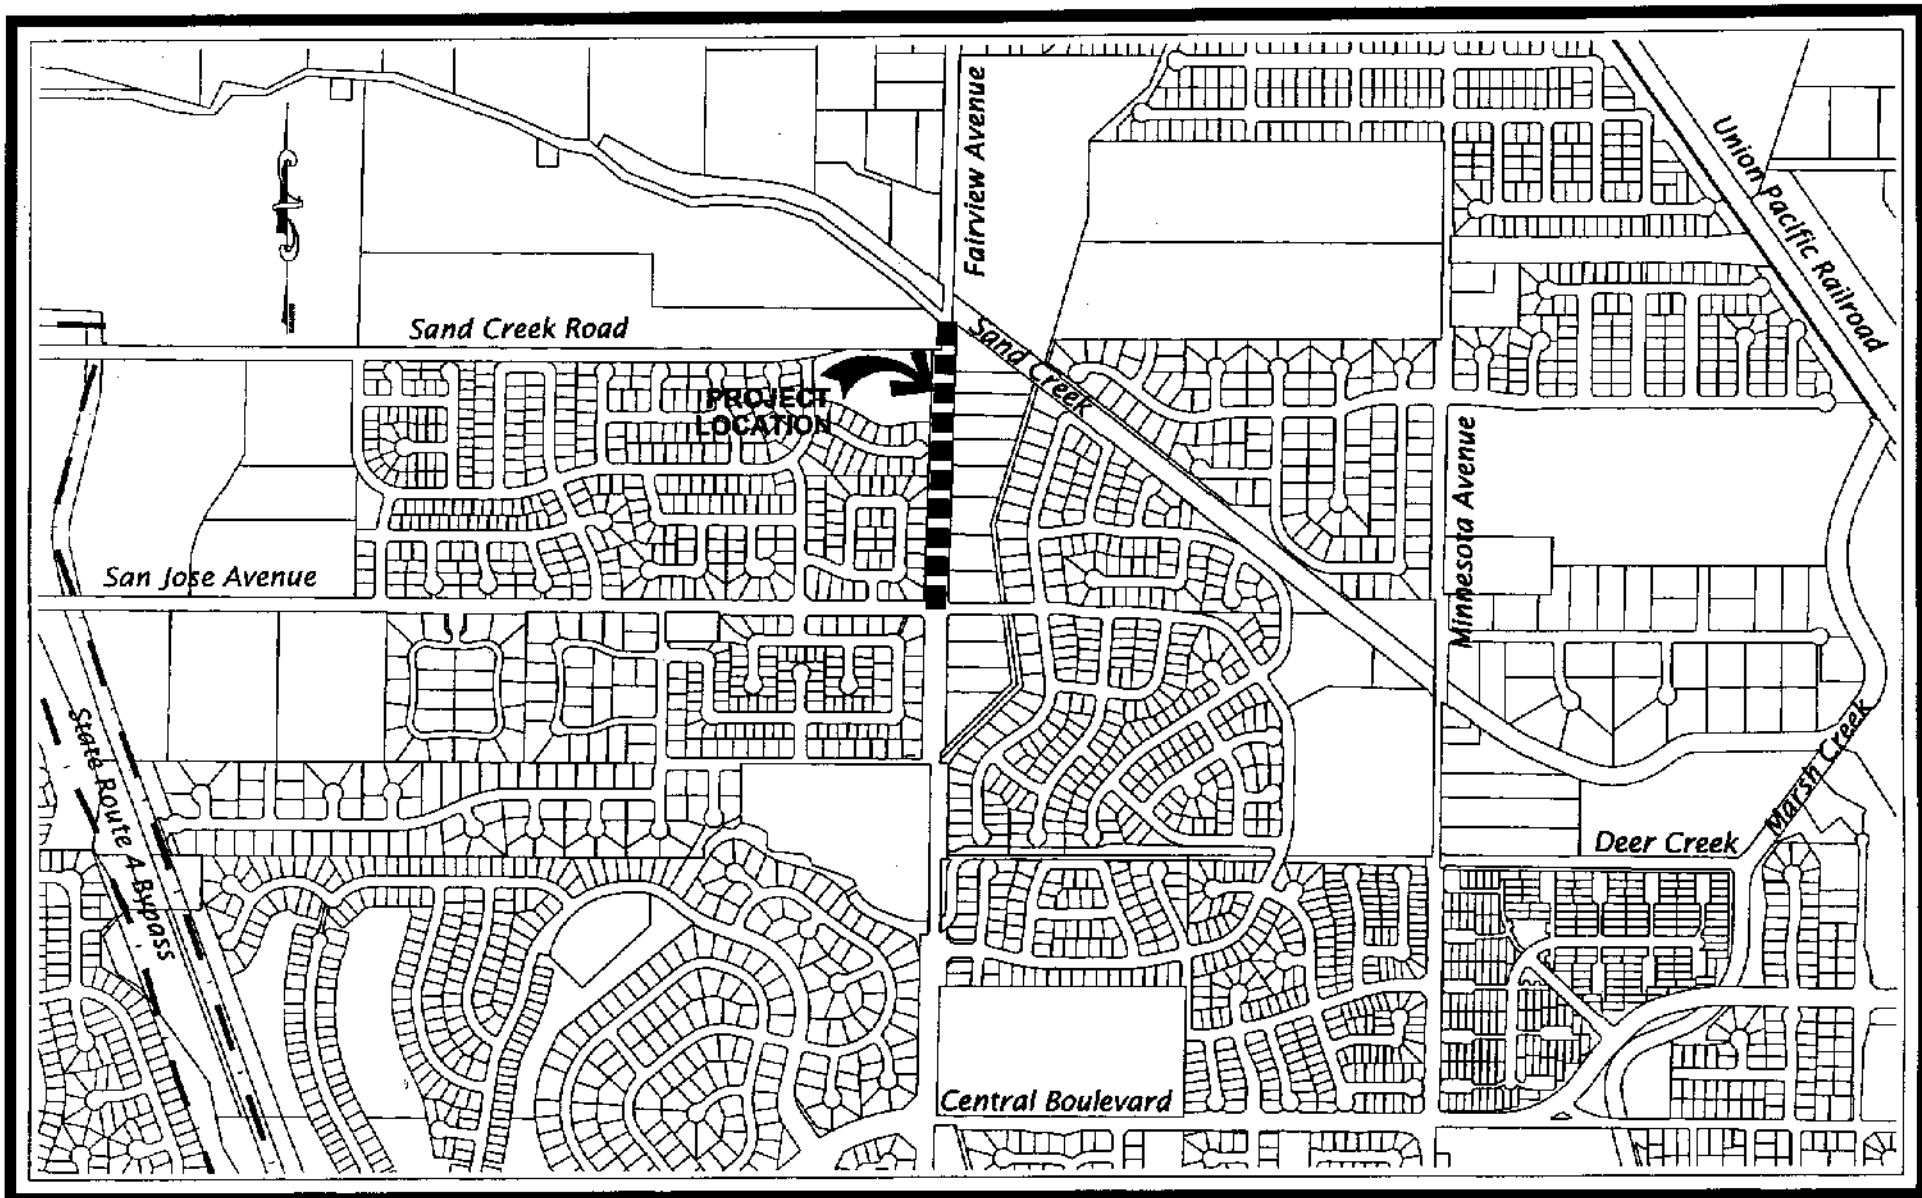 Fairview Avenue
Union Pacific Railroad
Sand Creek Road
Sand Creek
PROJECT
LOCATION
Minnesota Avenue
San Jose Avenue
State Route 4 Bypass
Marsh Creek
Deer Creek
Central Boulevard